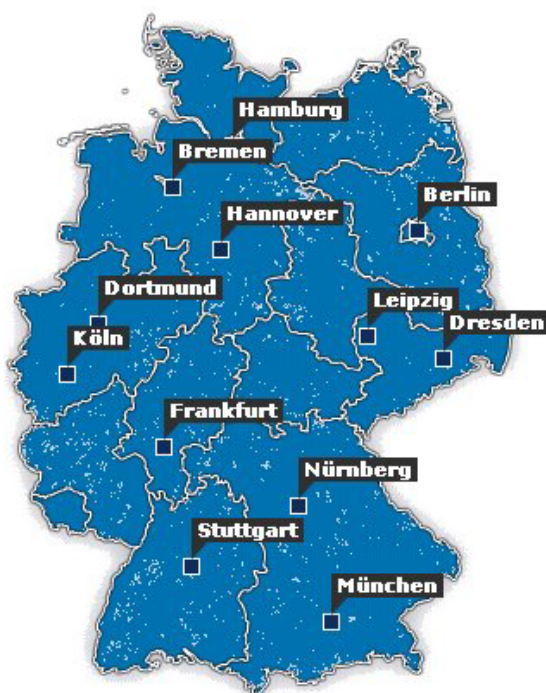 Hamburg
Bremen
Berlin
Hannover
Dortmund
Leipzig
Dresden
Köln
Frankfurt
Nürnberg
Stuttgart
München